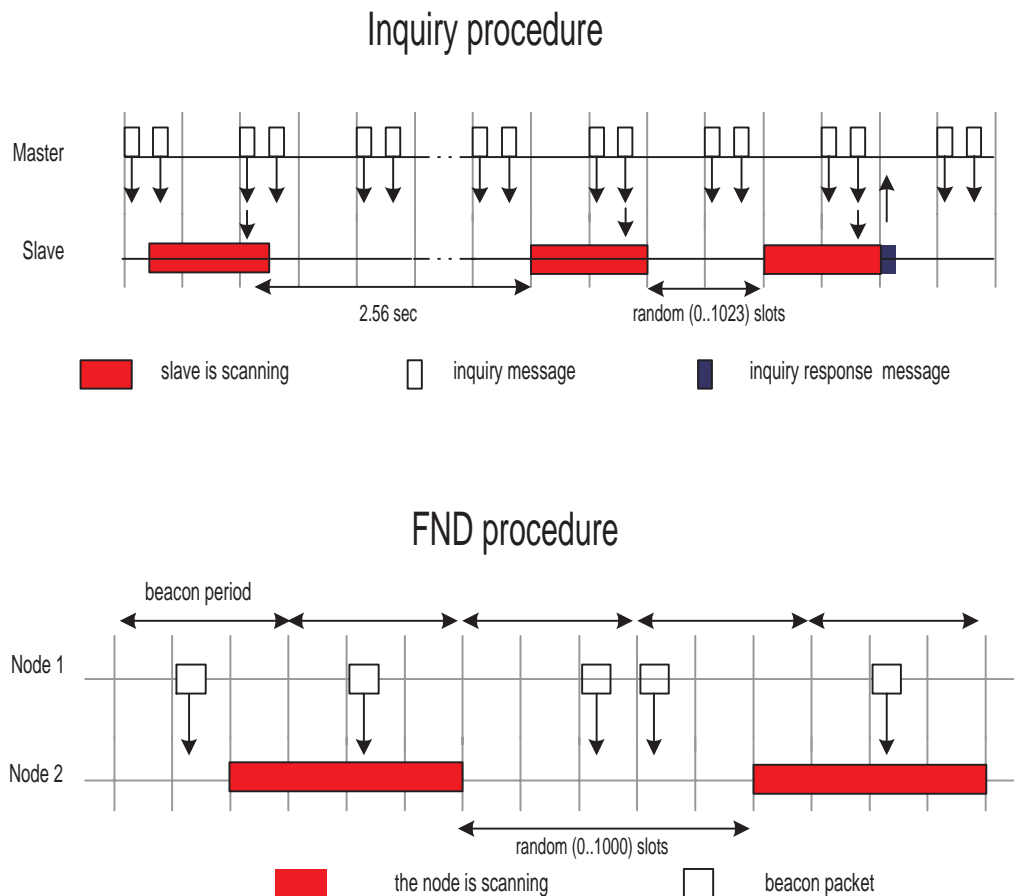 Inquiry procedure
Master
Slave
2.56 sec
random (0..1023) slots
slave is scanning
inquiry message
inquiry response message
FND procedure
beacon period
Node 1
Node 2
random (0..1000) slots
the node is scanning
beacon packet